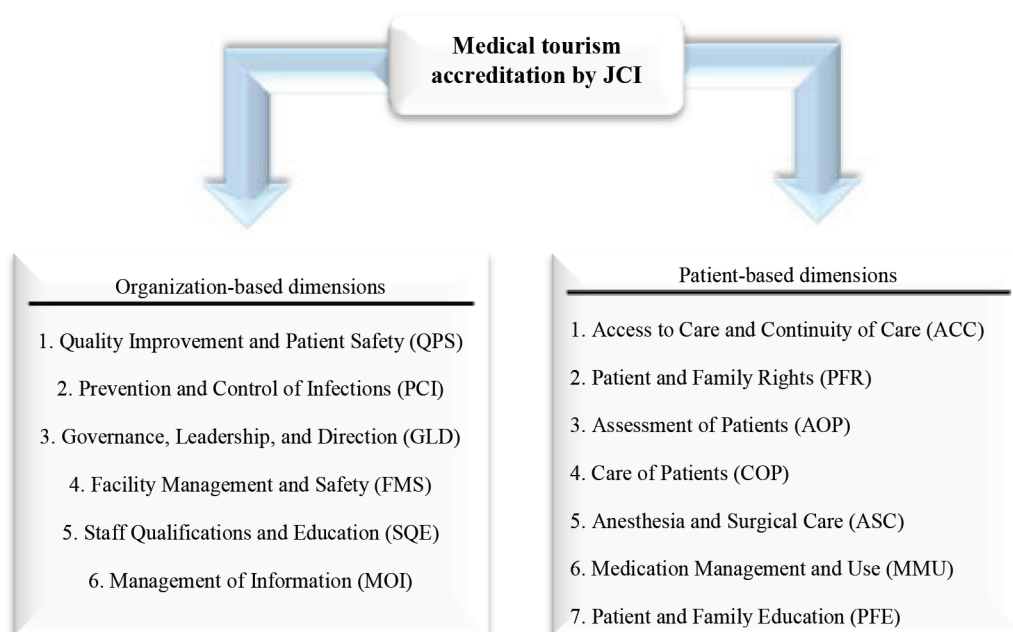 Medical tourism
accreditation by JCI
Organization-based dimensions
1. Quality Improvement and Patient Safety (QPS)
2. Prevention and Control of Infections (PCI)
3. Governance, Leadership, and Direction (GLD)
4. Facility Management and Safety (FMS)
5. Staff Qualifications and Education (SQE)
6. Management of Information (MOI)
Patient-based dimensions
1. Access to Care and Continuity of Care (ACC)
2. Patient and Family Rights (PFR)
3. Assessment of Patients (AOP)
4. Care of Patients (COP)
5. Anesthesia and Surgical Care (ASC)
6. Medication Management and Use (MMU)
7. Patient and Family Education (PFE)